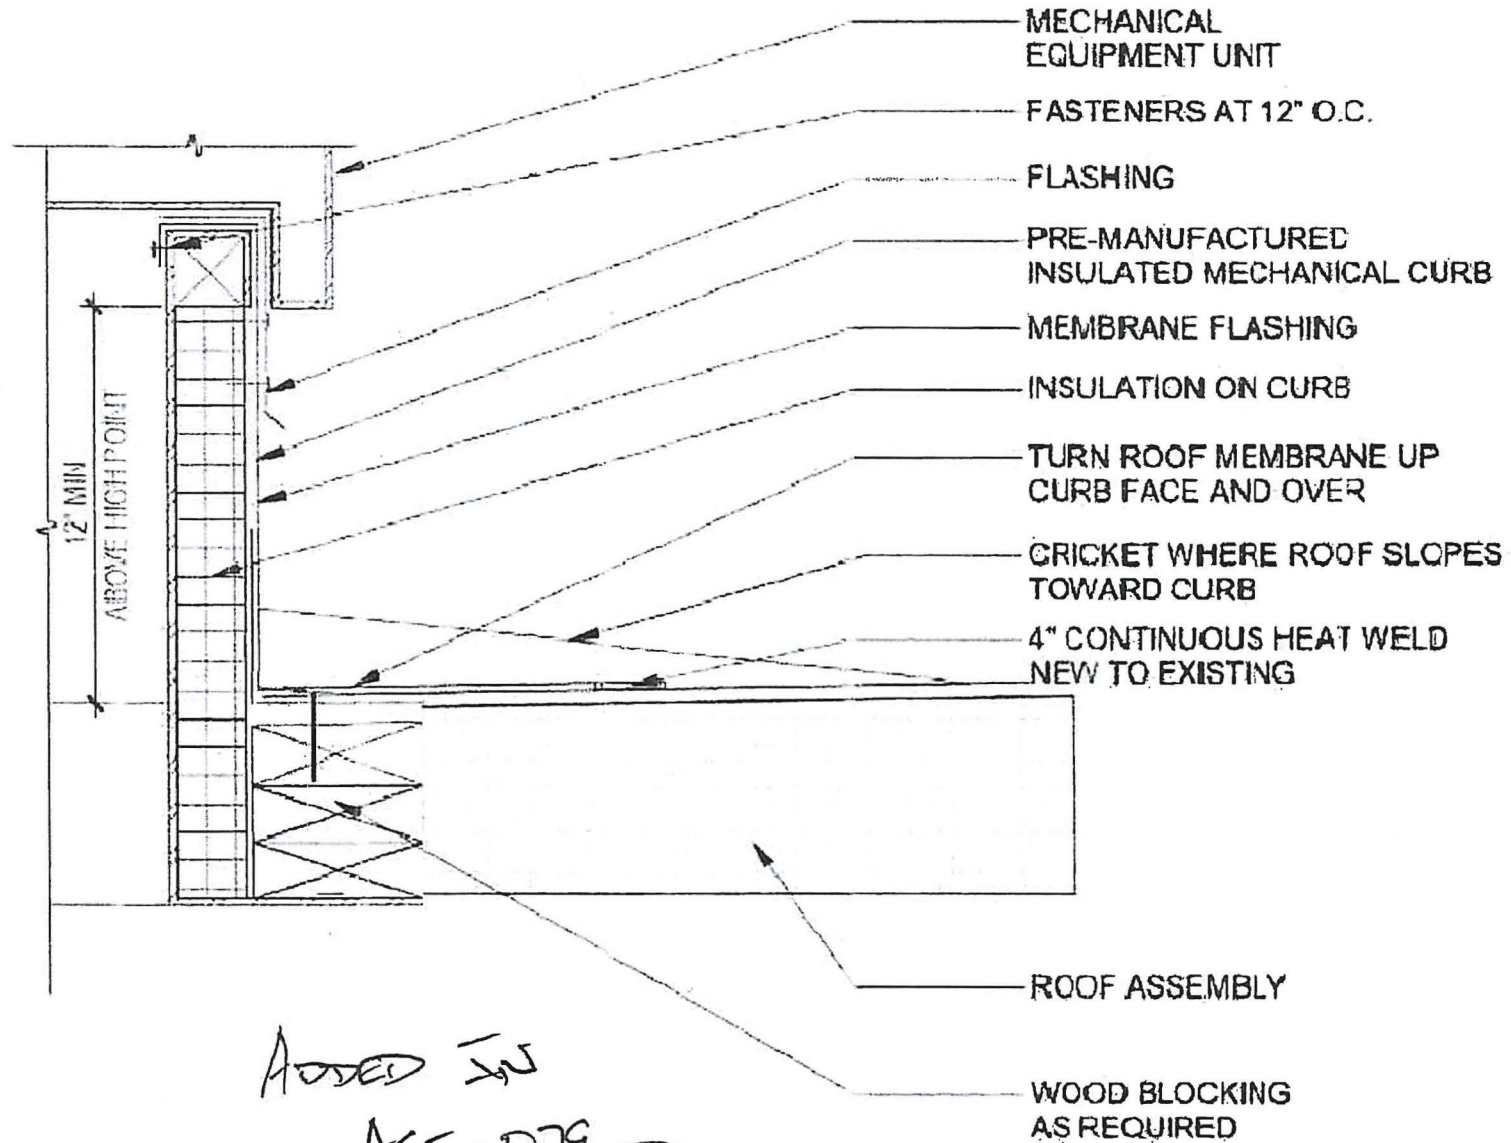 MECHANICAL
EQUIPMENT UNIT
FASTENERS AT 12" O.C.
FLASHING
PRE-MANUFACTURED
INSULATED MECHANICAL CURB
MEMBRANE FLASHING
INSULATION ON CURB
TURN ROOF MEMBRANE UP
CURB FACE AND OVER
CRICKET WHERE ROOF SLOPES
TOWARD CURB
4" CONTINUOUS HEAT WELD
NEW TO EXISTING
12" MIN
ABOVE HIGH POINT
ROOF ASSEMBLY
WOOD BLOCKING
AS REQUIRED
ADDED IN